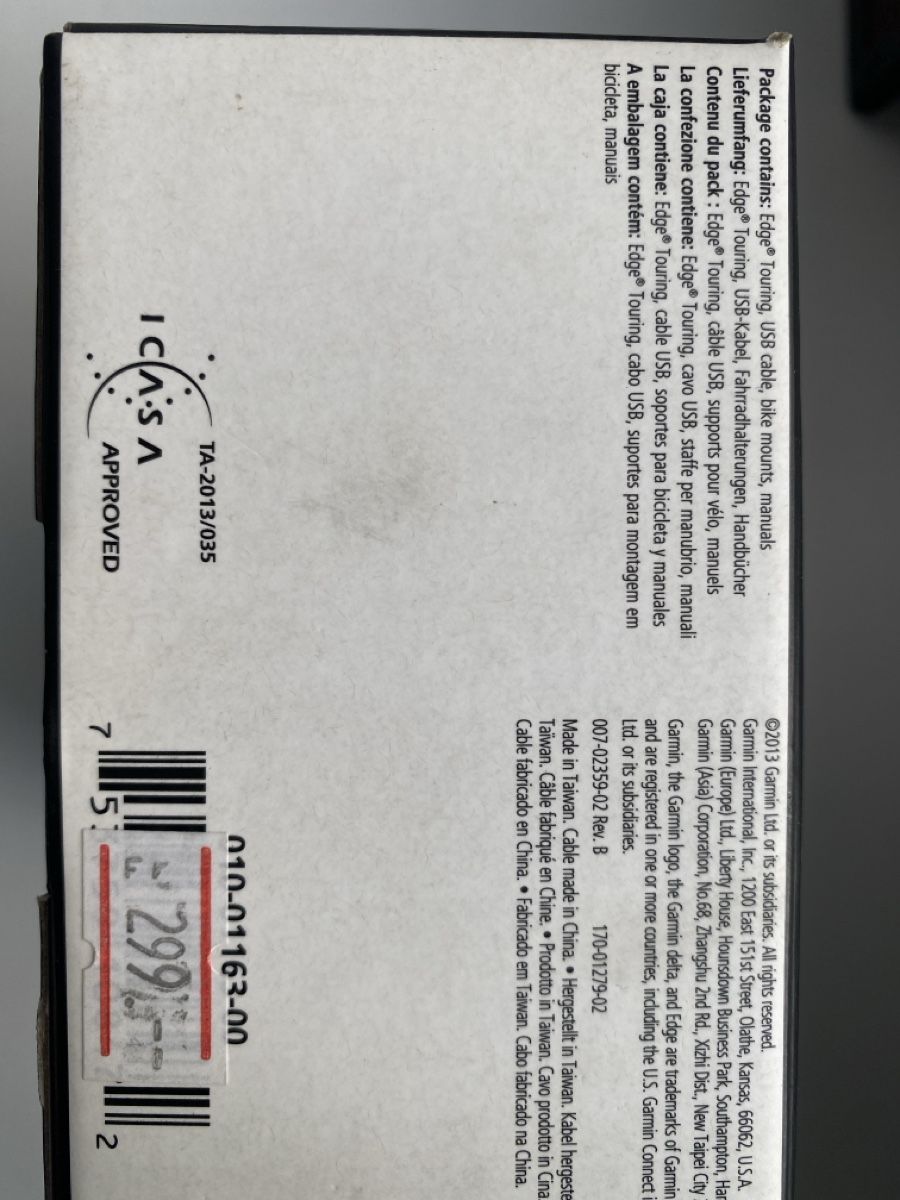 Package contains: Edge® Touring, USB cable, bike mounts, manuals
Lieferumfang: Edge® Touring, USB-Kabel, Fahrradhalterungen, Handbücher
Contenu du pack : Edge® Touring, câble USB, supports pour vélo, manuels
La confezione contiene: Edge® Touring, cavo USB, staffe per manubrio, manuali
La caja contiene: Edge® Touring, cable USB, soportes para bicicleta y manuales
A embalagem contém: Edge® Touring, cabo USB, suportes para montagem em
bicicleta, manuais
TA-2013/035
ICASA
APPROVED
©2013 Garmin Ltd. or its subsidiaries. All rights reserved.
Garmin International, Inc., 1200 East 151st Street, Olathe, Kansas, 66062, U.S.A.
Garmin (Europe) Ltd., Liberty House, Hounsdown Business Park, Southampton,
Garmin (Asia) Corporation, No.68, Zhangshu 2nd Rd., Xizhi Dist., New Taipei City
Garmin, the Garmin logo, the Garmin delta, and Edge are trademarks of Garmin
and are registered in one or more countries, including the U.S. Garmin Connect
Ltd. or its subsidiaries.
007-02359-02 Rev. B 170-01279-02
Made in Taiwan. Cable made in China. • Hergestellt in Taiwan. Kabel
Taïwan. Câble fabriqué en Chine. • Prodotto in Taiwan. Cavo prodotto in Cina.
Cable fabricado en China. • Fabricado em Taiwan. Cabo fabricado na China.
010-01163-00
299
7 5 2